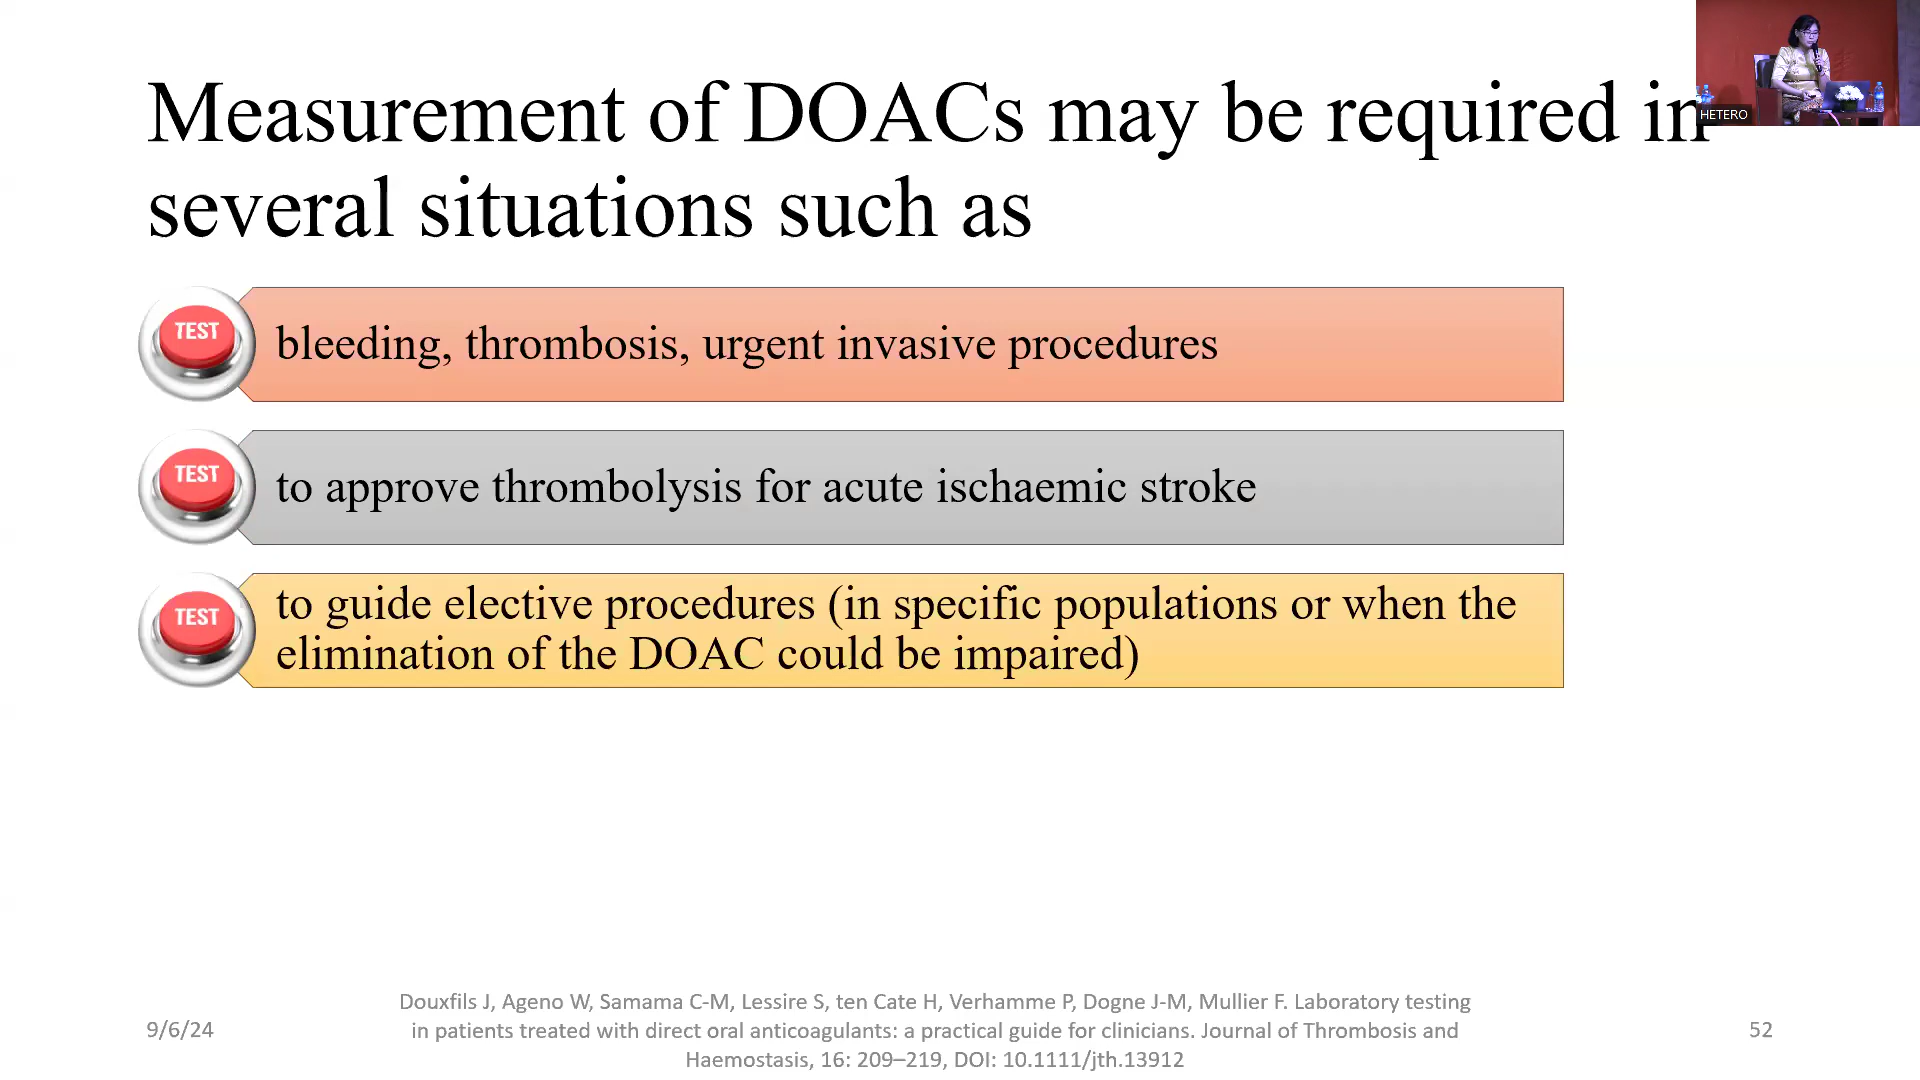 Measurement of DOACs may be required in
several situations such as
HETERO
TEST
bleeding, thrombosis, urgent invasive procedures
TEST
to approve thrombolysis for acute ischaemic stroke
TEST
to guide elective procedures (in specific populations or when the
elimination of the DOAC could be impaired)
9/6/24
Douxfils J, Ageno W, Samama C-M, Lessire S, ten Cate H, Verhamme P, Dogne J-M, Mullier F. Laboratory testing
in patients treated with direct oral anticoagulants: a practical guide for clinicians. Journal of Thrombosis and
Haemostasis, 16: 209–219, DOI: 10.1111/jth.13912
52